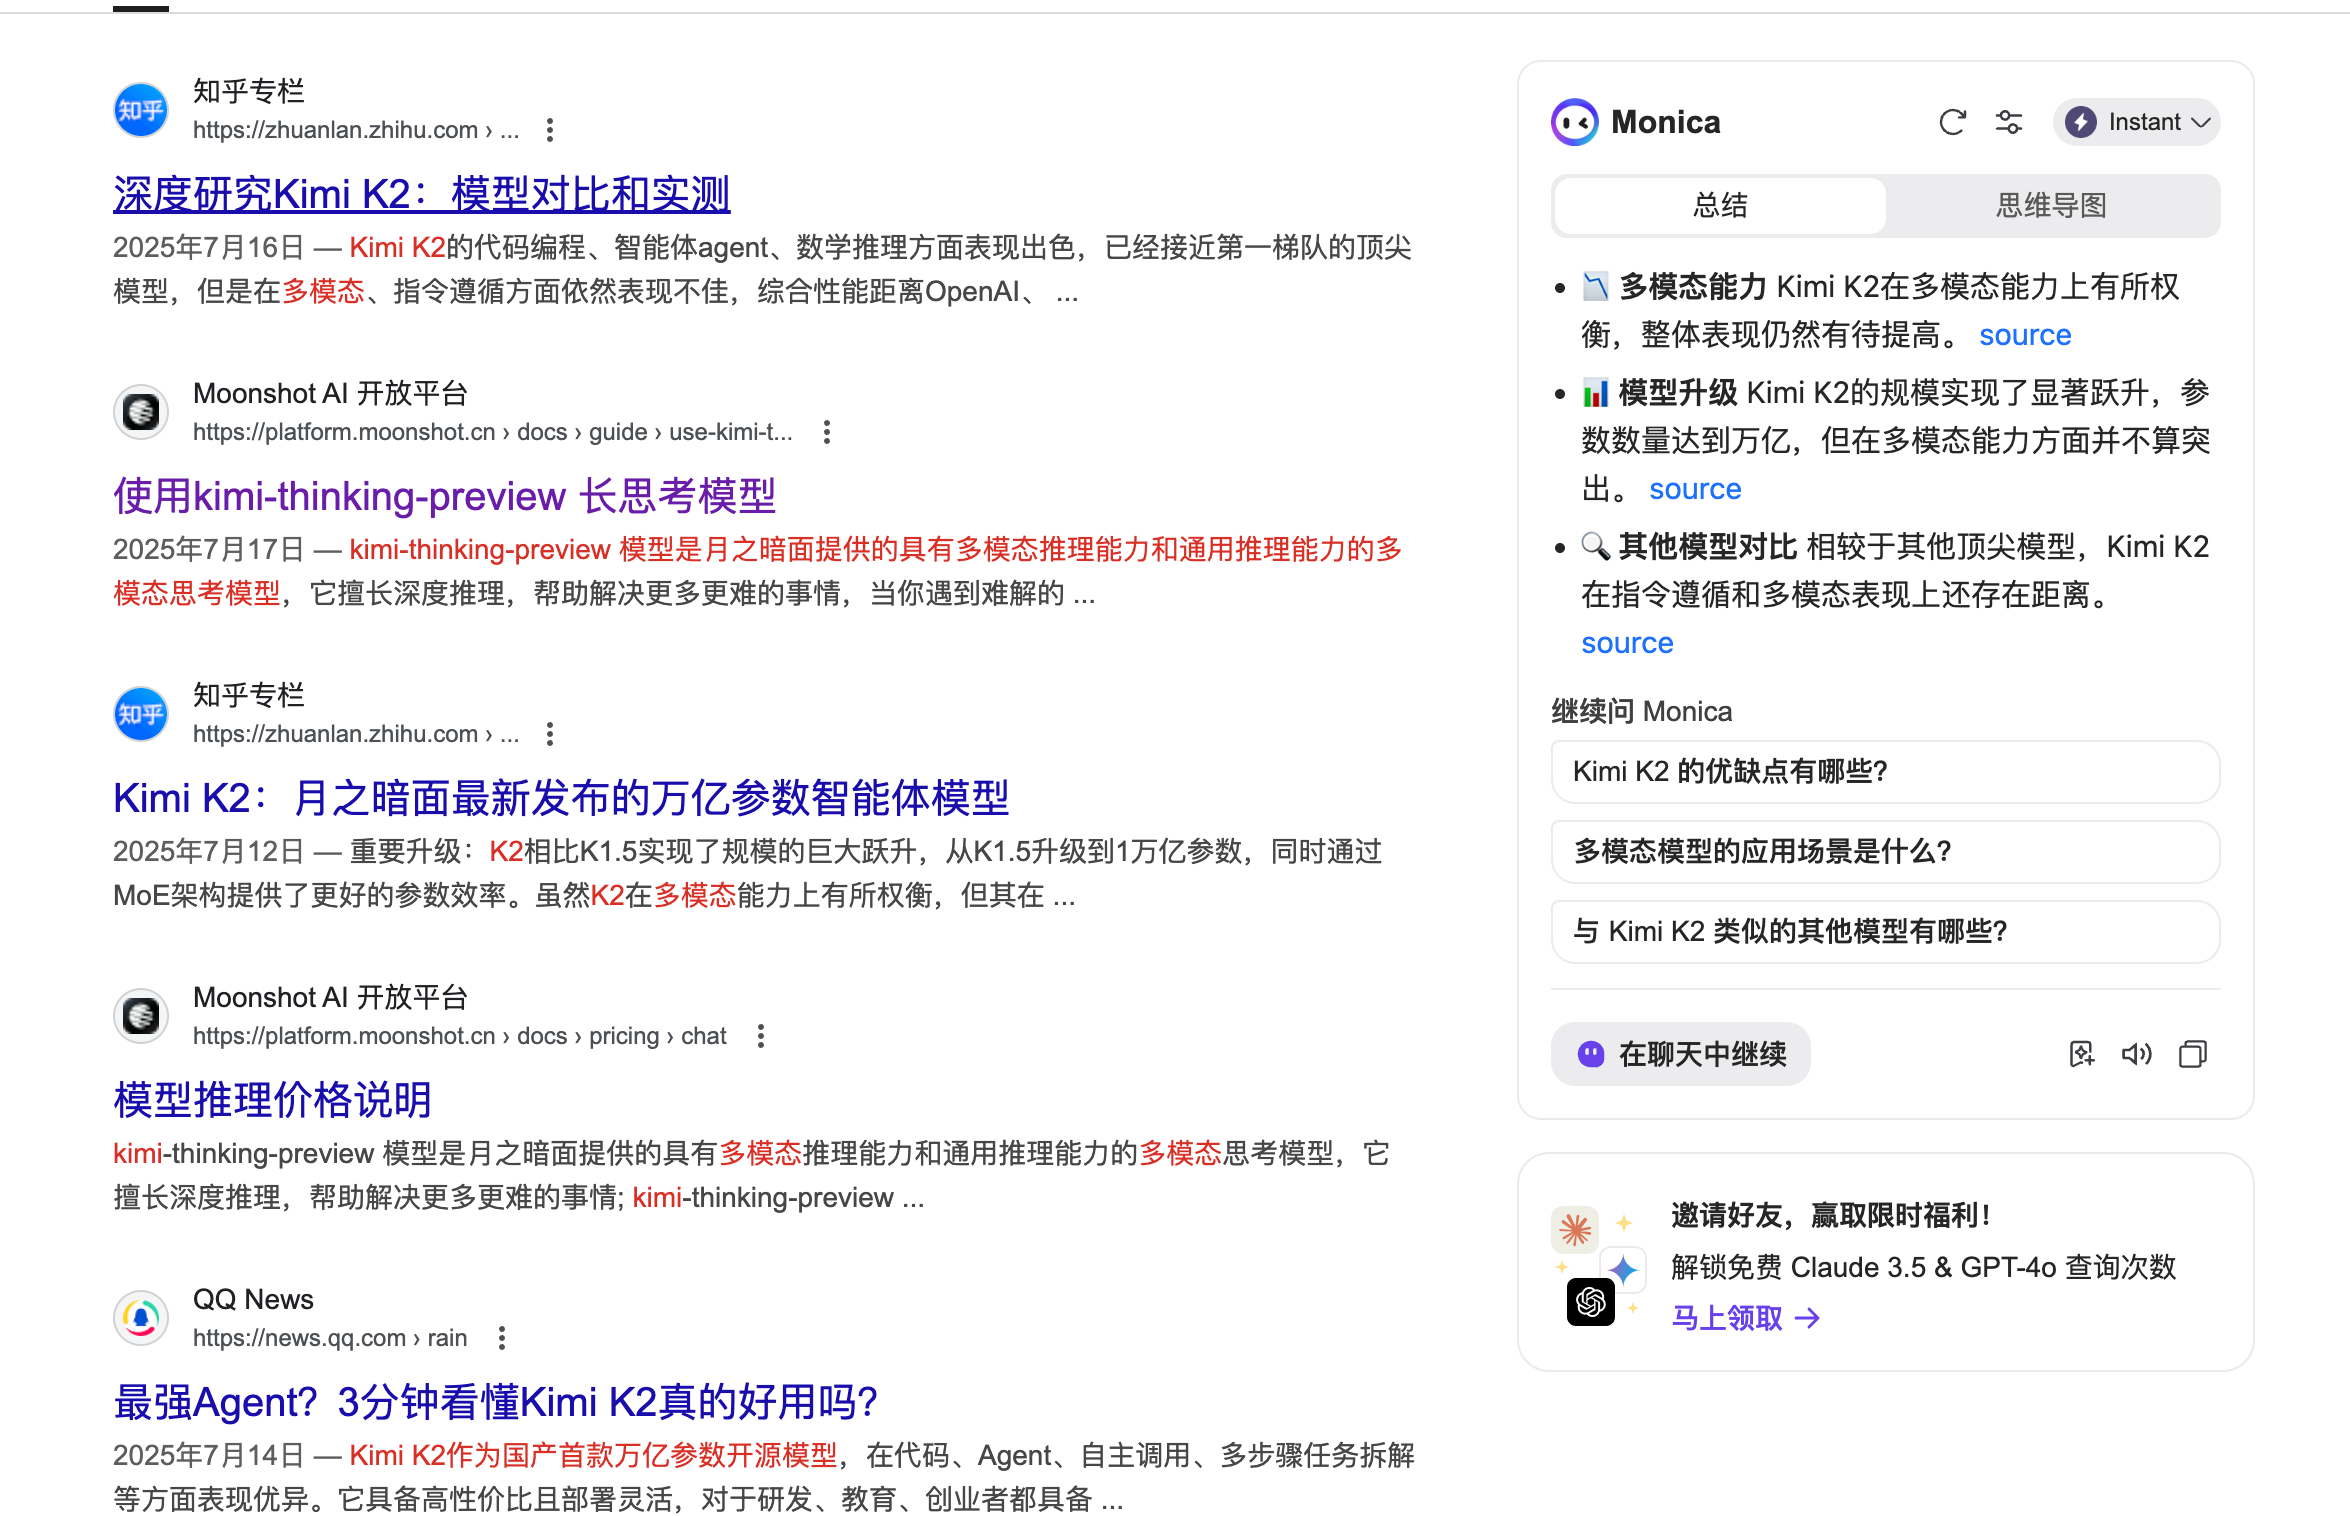 知乎
知乎专栏
https://zhuanlan.zhihu.com › ...
深度研究Kimi K2：模型对比和实测
2025年7月16日 — Kimi K2的代码编程、智能体agent、数学推理方面表现出色，已经接近第一梯队的顶尖
模型，但是在多模态、指令遵循方面依然表现不佳，综合性能距离OpenAI、 ...
Moonshot AI 开放平台
https://platform.moonshot.cn › docs › guide › use-kimi-t...
使用kimi-thinking-preview 长思考模型
2025年7月17日 — kimi-thinking-preview 模型是月之暗面提供的具有多模态推理能力和通用推理能力的多
模态思考模型，它擅长深度推理，帮助解决更多更难的事情，当你遇到难解的 ...
知乎
知乎专栏
https://zhuanlan.zhihu.com › ...
Kimi K2：月之暗面最新发布的万亿参数智能体模型
2025年7月12日 — 重要升级：K2相比K1.5实现了规模的巨大跃升，从K1.5升级到1万亿参数，同时通过
MoE架构提供了更好的参数效率。虽然K2在多模态能力上有所权衡，但其在 ...
Moonshot AI 开放平台
https://platform.moonshot.cn › docs › pricing › chat
模型推理价格说明
kimi-thinking-preview 模型是月之暗面提供的具有多模态推理能力和通用推理能力的多模态思考模型，它
擅长深度推理，帮助解决更多更难的事情; kimi-thinking-preview ...
QQ News
https://news.qq.com › rain
最强Agent？3分钟看懂Kimi K2真的好用吗?
2025年7月14日 — Kimi K2作为国产首款万亿参数开源模型，在代码、Agent、自主调用、多步骤任务拆解
等方面表现优异。它具备高性价比且部署灵活，对于研发、教育、创业者都具备 ...
Monica
Instant
总结
思维导图
• 📉 多模态能力 Kimi K2在多模态能力上有所权
衡，整体表现仍然有待提高。 source
• 📊 模型升级 Kimi K2的规模实现了显著跃升，参
数数量达到万亿，但在多模态能力方面并不算突
出。 source
• 🔍 其他模型对比 相较于其他顶尖模型，Kimi K2
在指令遵循和多模态表现上还存在距离。
source
继续问 Monica
Kimi K2 的优缺点有哪些?
多模态模型的应用场景是什么?
与 Kimi K2 类似的其他模型有哪些?
在聊天中继续
邀请好友，赢取限时福利！
解锁免费 Claude 3.5 & GPT-4o 查询次数
马上领取 →